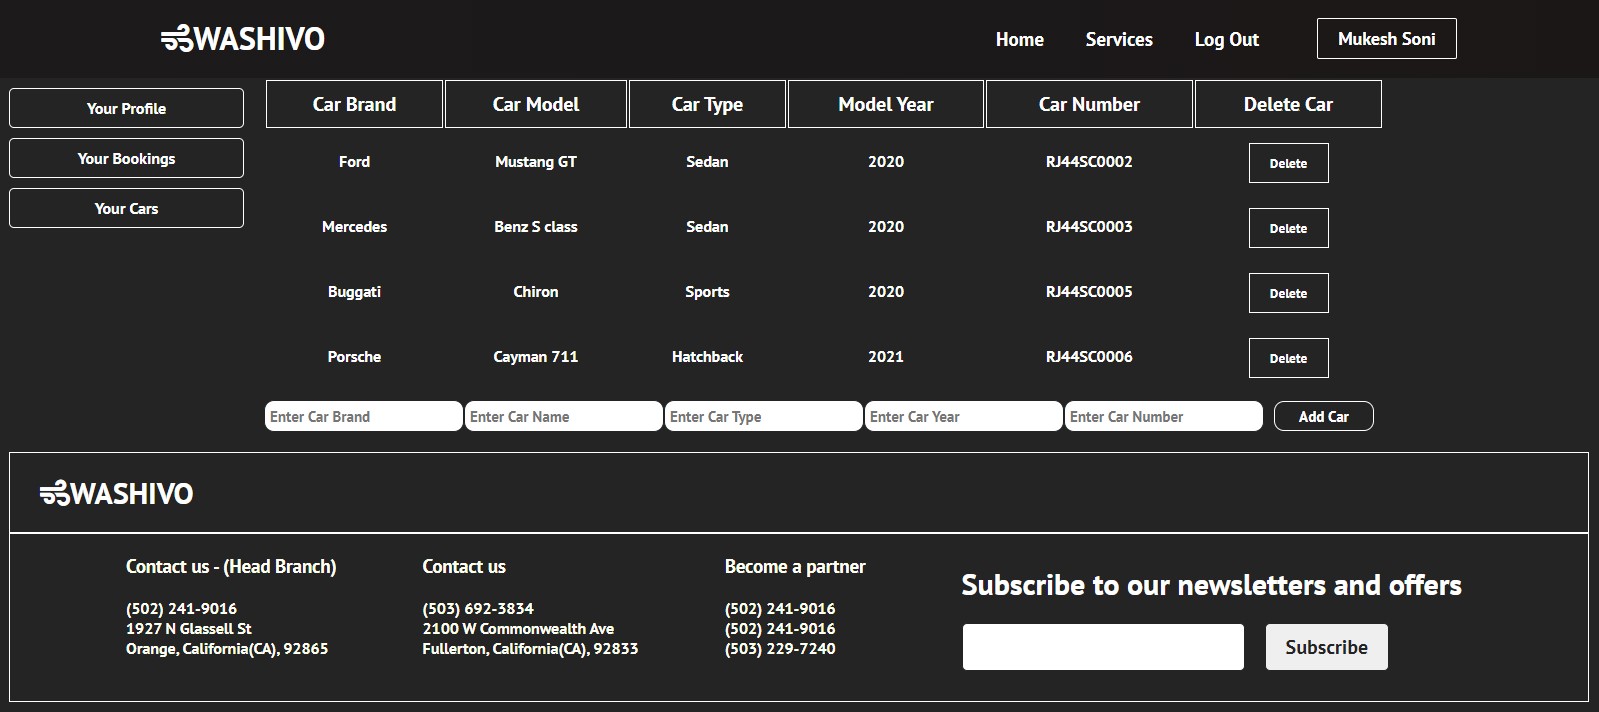 WASHIVO
Home Services Log Out Mukesh Soni
Your Profile
Your Bookings
Your Cars
Car Brand Car Model Car Type Model Year Car Number Delete Car
Ford Mustang GT Sedan 2020 RJ44SC0002 Delete
Mercedes Benz S class Sedan 2020 RJ44SC0003 Delete
Buggati Chiron Sports 2020 RJ44SC0005 Delete
Porsche Cayman 711 Hatchback 2021 RJ44SC0006 Delete
Enter Car Brand Enter Car Name Enter Car Type Enter Car Year Enter Car Number Add Car
WASHIVO
Contact us - (Head Branch)
(502) 241-9016
1927 N Glassell St
Orange, California(CA), 92865
Contact us
(503) 692-3834
2100 W Commonwealth Ave
Fullerton, California(CA), 92833
Become a partner
(502) 241-9016
(502) 241-9016
(503) 229-7240
Subscribe to our newsletters and offers
Subscribe